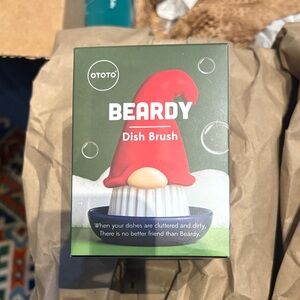 OTOTO
BEARDY
Dish Brush
When your dishes are cluttered and dirty,
There is no better friend than Beardy.